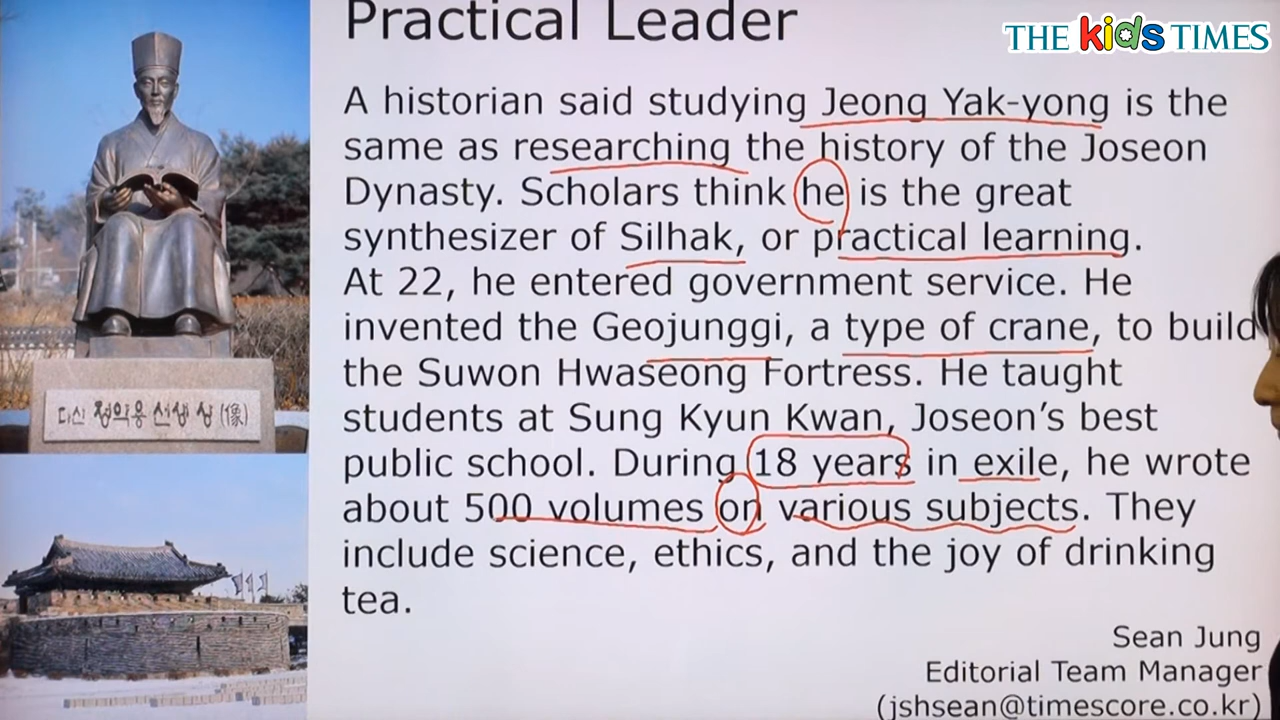 Practical Leader
THE kids TIMES
A historian said studying Jeong Yak-yong is the
same as researching the history of the Joseon
Dynasty. Scholars think he is the great
synthesizer of Silhak, or practical learning.
At 22, he entered government service. He
invented the Geojunggi, a type of crane, to build
the Suwon Hwaseong Fortress. He taught
students at Sung Kyun Kwan, Joseon's best
public school. During 18 years in exile, he wrote
about 500 volumes on various subjects. They
include science, ethics, and the joy of drinking
tea.
Sean Jung
Editorial Team Manager
(jshsean@timescore.co.kr)
다산 정약용 선생 상 (像)